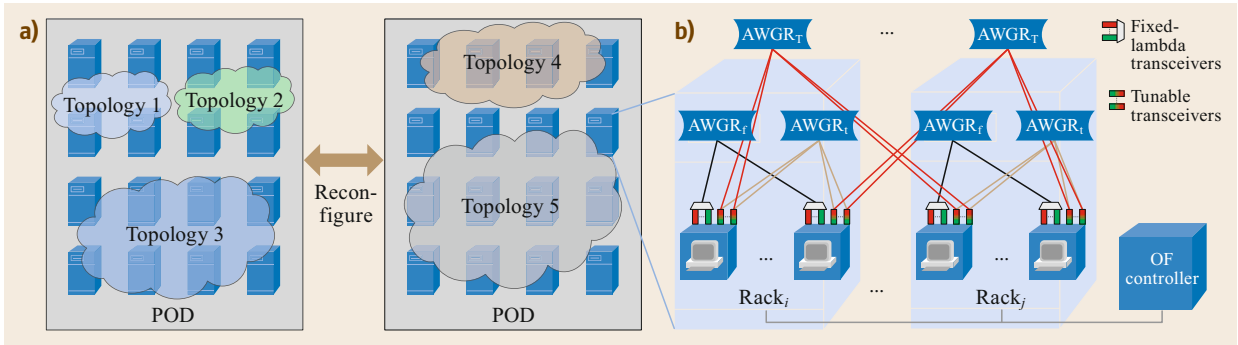 a)
Topology 1
Topology 2
Topology 3
POD
Recon-
figure
Topology 4
Topology 5
POD
b)
AWGR_T
...
AWGR_T
Fixed-
lambda
transceivers
Tunable
transceivers
AWGR_f
AWGR_t
AWGR_f
AWGR_t
...
...
Rack_i
...
Rack_j
OF
controller